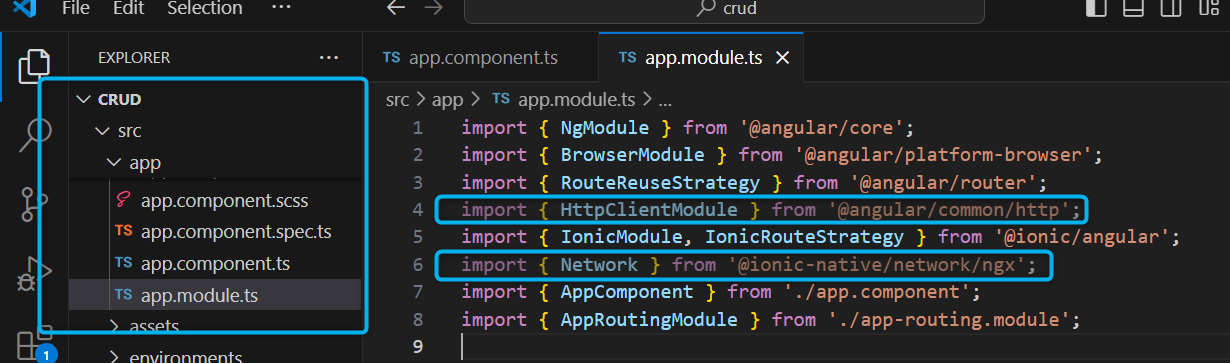 File Edit Selection ···
crud
EXPLORER ···
CRUD
src
app
app.component.scss
TS app.component.spec.ts
TS app.component.ts
TS app.module.ts
assets
environments
1
TS app.component.ts
TS app.module.ts
src > app > TS app.module.ts > ...
1 import { NgModule } from '@angular/core';
2 import { BrowserModule } from '@angular/platform-browser';
3 import { RouteReuseStrategy } from '@angular/router';
4 import { HttpClientModule } from '@angular/common/http';
5 import { IonicModule, IonicRouteStrategy } from '@ionic/angular';
6 import { Network } from '@ionic-native/network/ngx';
7 import { AppComponent } from './app.component';
8 import { AppRoutingModule } from './app-routing.module';
9